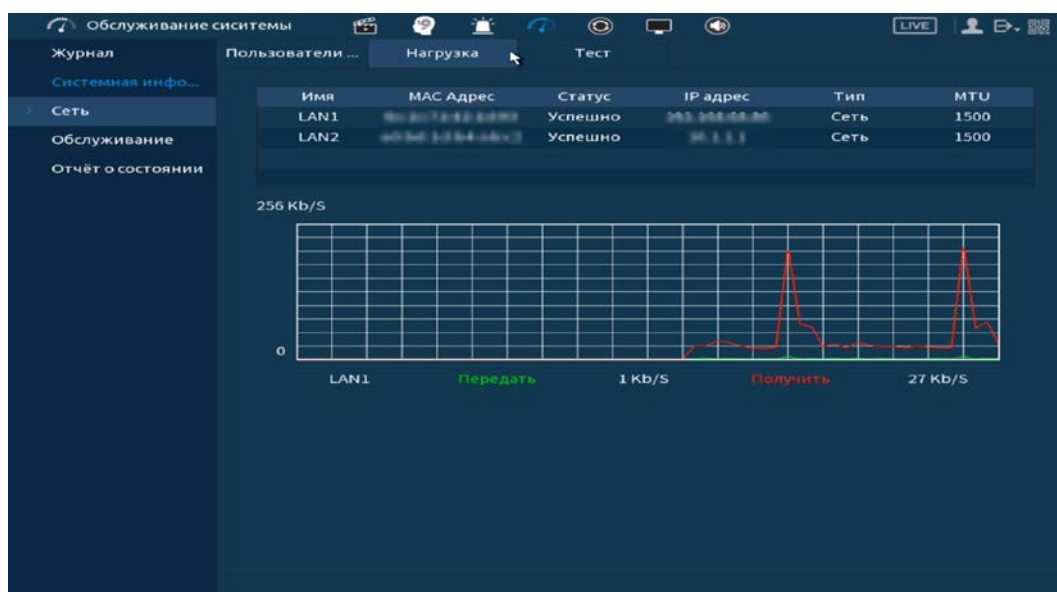 Обслуживание сиситемы
LIVE
Журнал
Системная инфо...
Сеть
Обслуживание
Отчёт о состоянии
Пользователи ... Нагрузка Тест
Имя MAC Адрес Статус IP адрес Тип MTU
LAN1 Успешно Сеть 1500
LAN2 Успешно Сеть 1500
256 Kb/S
0
LAN1 Передать 1 Kb/S Получить 27 Kb/S